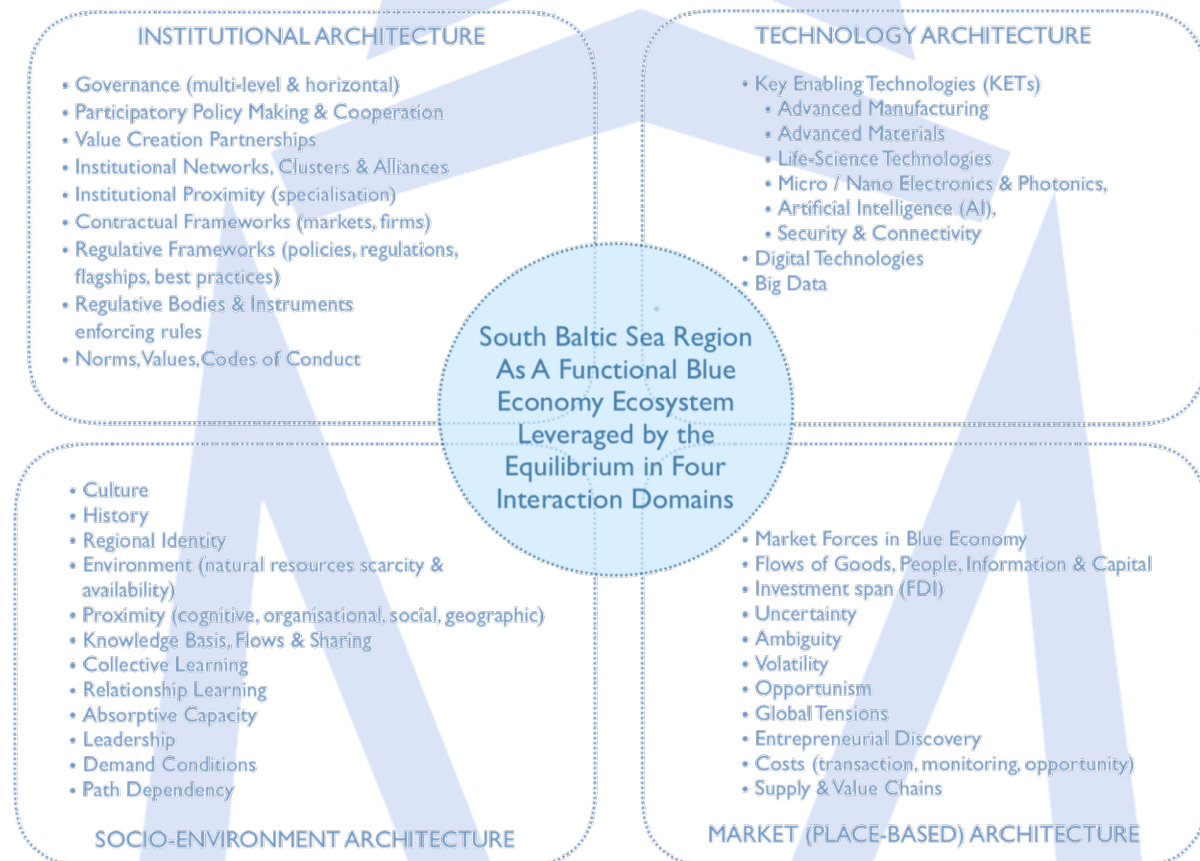 INSTITUTIONAL ARCHITECTURE
• Governance (multi-level & horizontal)
• Participatory Policy Making & Cooperation
• Value Creation Partnerships
• Institutional Networks, Clusters & Alliances
• Institutional Proximity (specialisation)
• Contractual Frameworks (markets, firms)
• Regulative Frameworks (policies, regulations,
flagships, best practices)
• Regulative Bodies & Instruments
enforcing rules
• Norms, Values, Codes of Conduct
TECHNOLOGY ARCHITECTURE
• Key Enabling Technologies (KETs)
• Advanced Manufacturing
• Advanced Materials
• Life-Science Technologies
• Micro / Nano Electronics & Photonics,
• Artificial Intelligence (AI),
• Security & Connectivity
• Digital Technologies
• Big Data
South Baltic Sea Region
As A Functional Blue
Economy Ecosystem
Leveraged by the
Equilibrium in Four
Interaction Domains
• Culture
• History
• Regional Identity
• Environment (natural resources scarcity &
availability)
• Proximity (cognitive, organisational, social, geographic)
• Knowledge Basis, Flows & Sharing
• Collective Learning
• Relationship Learning
• Absorptive Capacity
• Leadership
• Demand Conditions
• Path Dependency
SOCIO-ENVIRONMENT ARCHITECTURE
• Market Forces in Blue Economy
• Flows of Goods, People, Information & Capital
• Investment span (FDI)
• Uncertainty
• Ambiguity
• Volatility
• Opportunism
• Global Tensions
• Entrepreneurial Discovery
• Costs (transaction, monitoring, opportunity)
• Supply & Value Chains
MARKET (PLACE-BASED) ARCHITECTURE